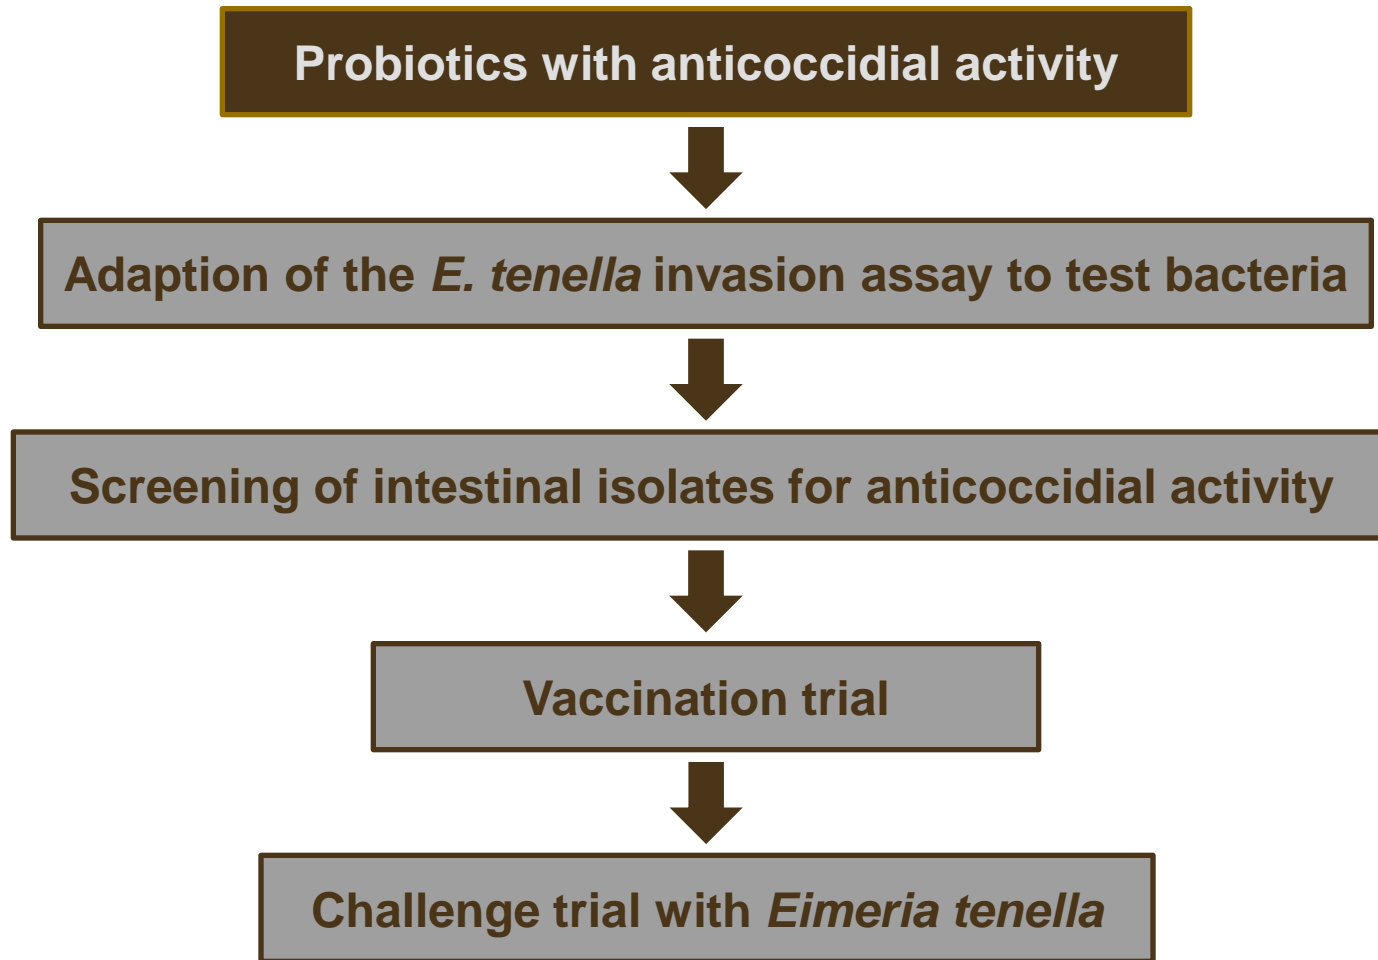 Probiotics with anticoccidial activity
Adaption of the E. tenella invasion assay to test bacteria
Screening of intestinal isolates for anticoccidial activity
Vaccination trial
Challenge trial with Eimeria tenella